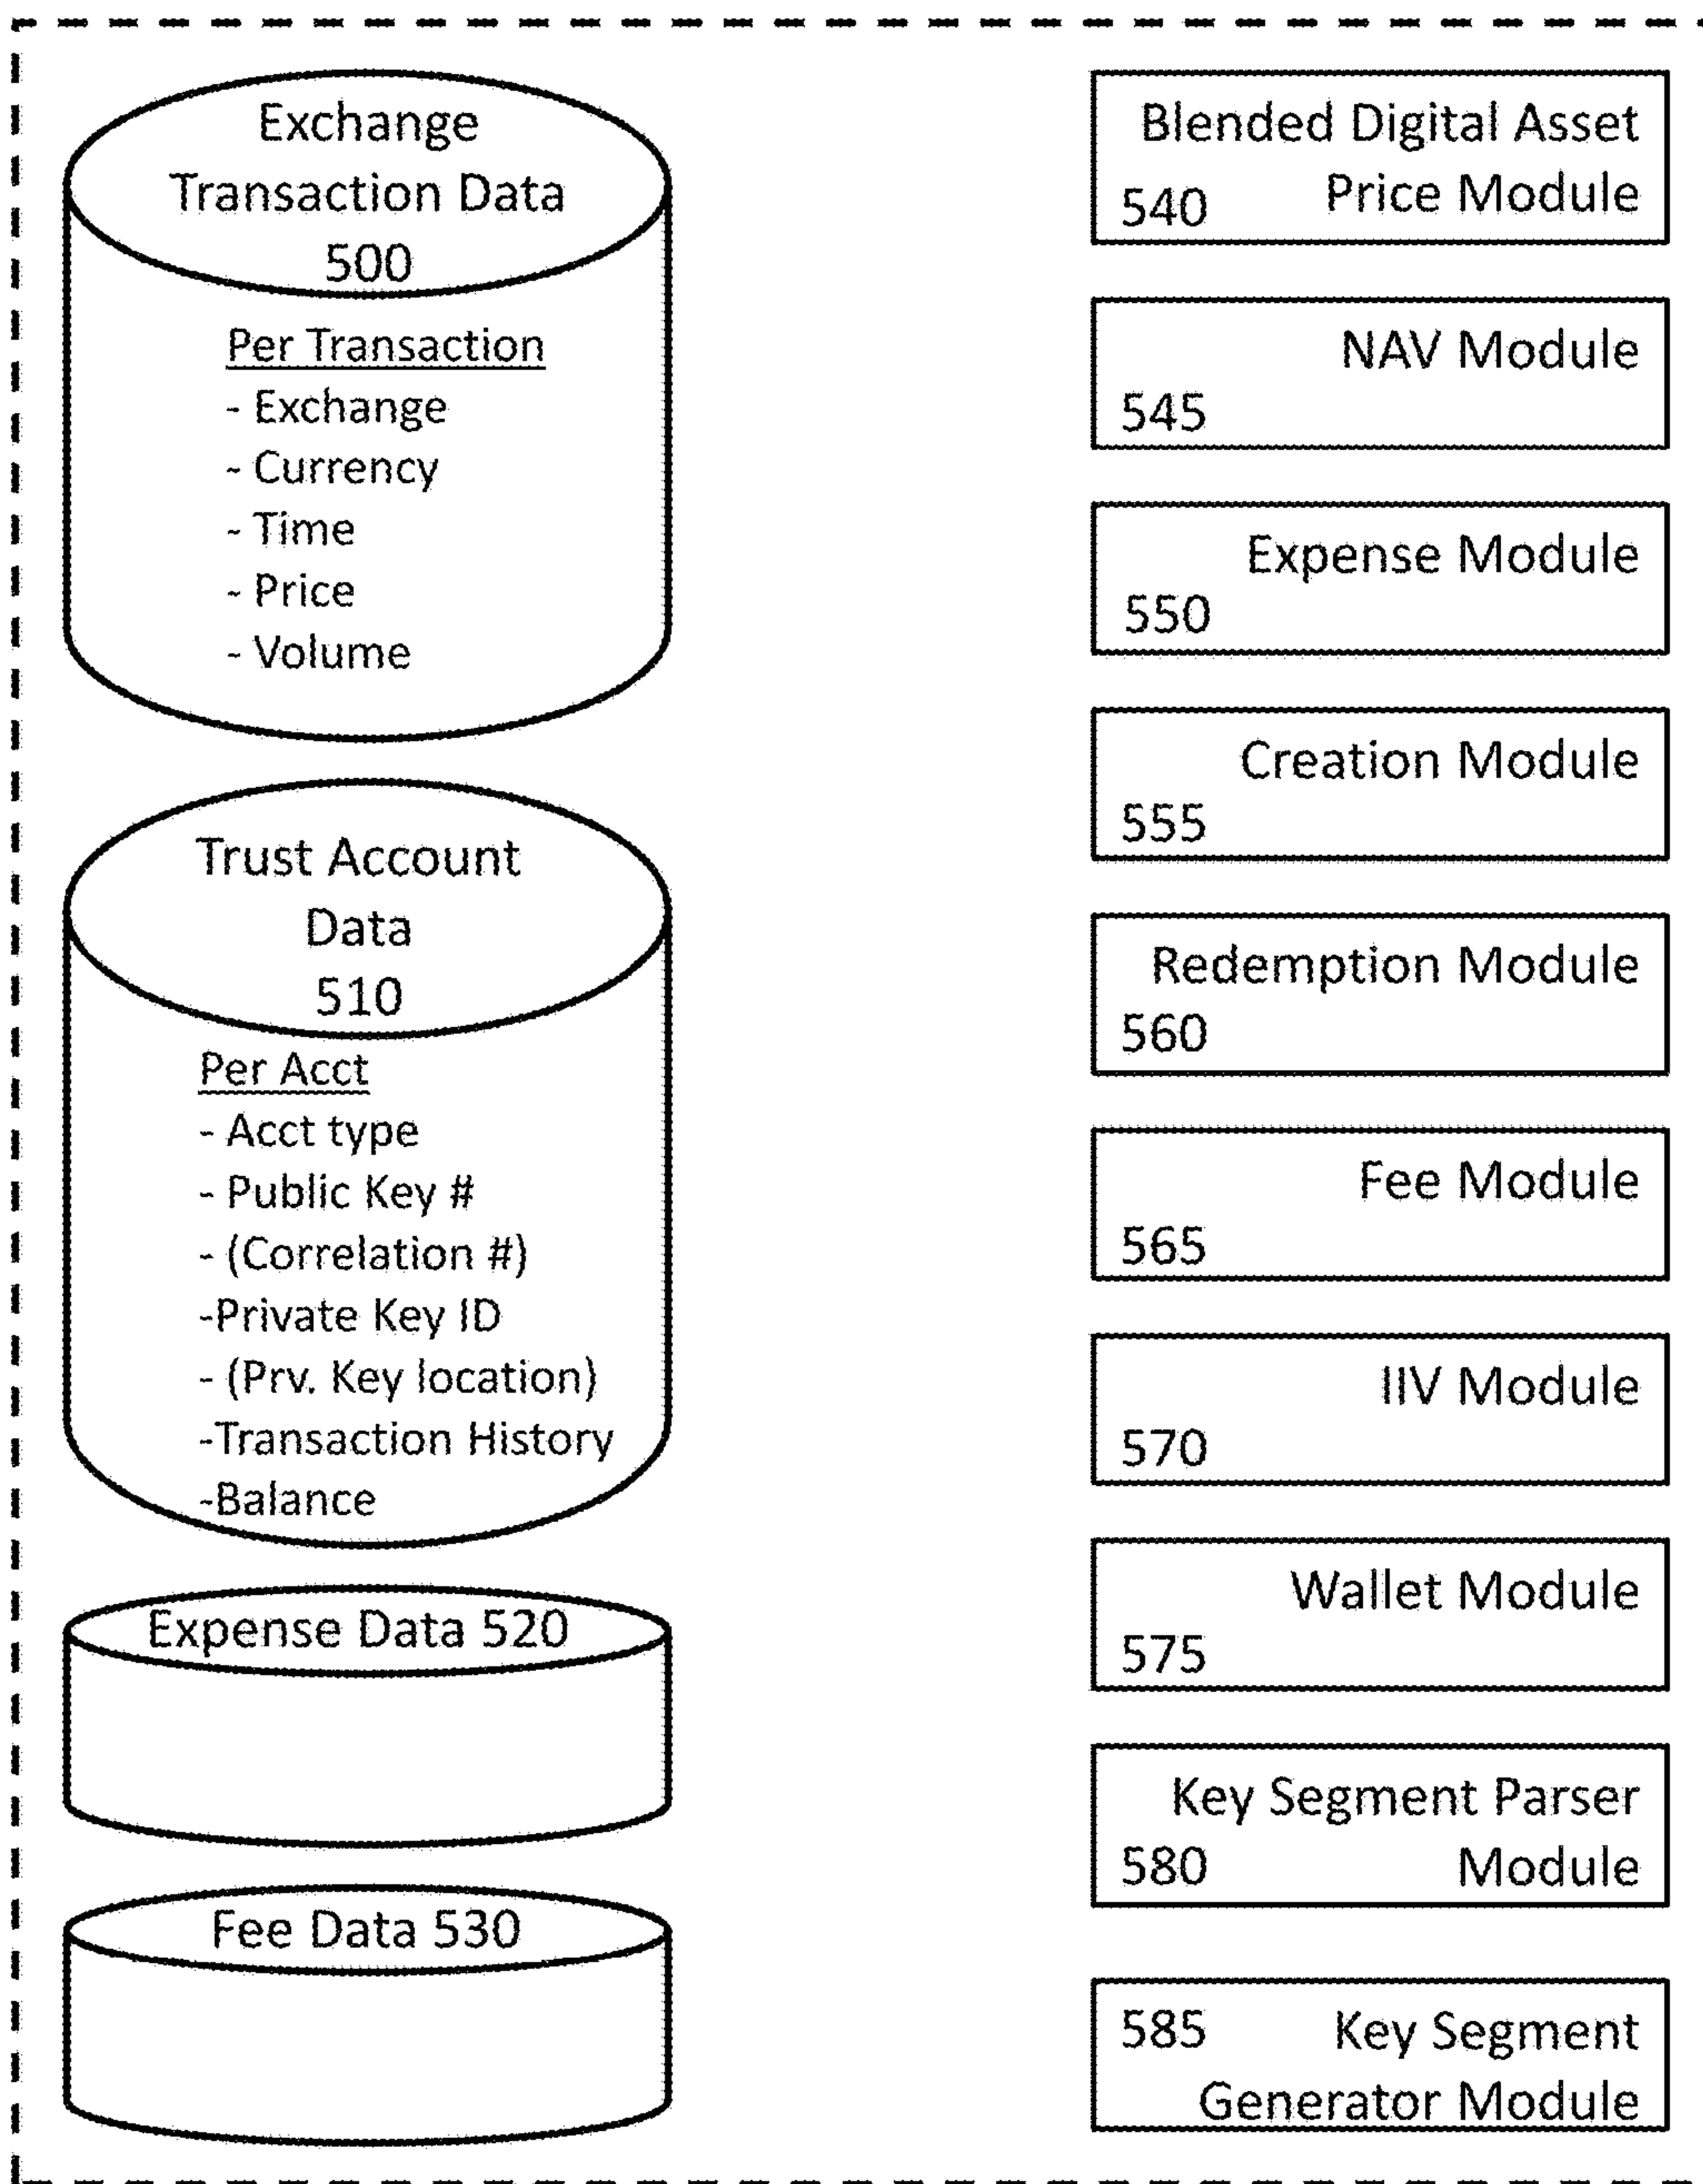 Exchange
Transaction Data
500
Per Transaction
- Exchange
- Currency
- Time
- Price
- Volume
Trust Account
Data
510
Per Acct
- Acct type
- Public Key #
- (Correlation #)
-Private Key ID
- (Prv. Key location)
-Transaction History
-Balance
Expense Data 520
Fee Data 530
Blended Digital Asset
540 Price Module
NAV Module
545
Expense Module
550
Creation Module
555
Redemption Module
560
Fee Module
565
IIV Module
570
Wallet Module
575
Key Segment Parser
580 Module
585 Key Segment
Generator Module